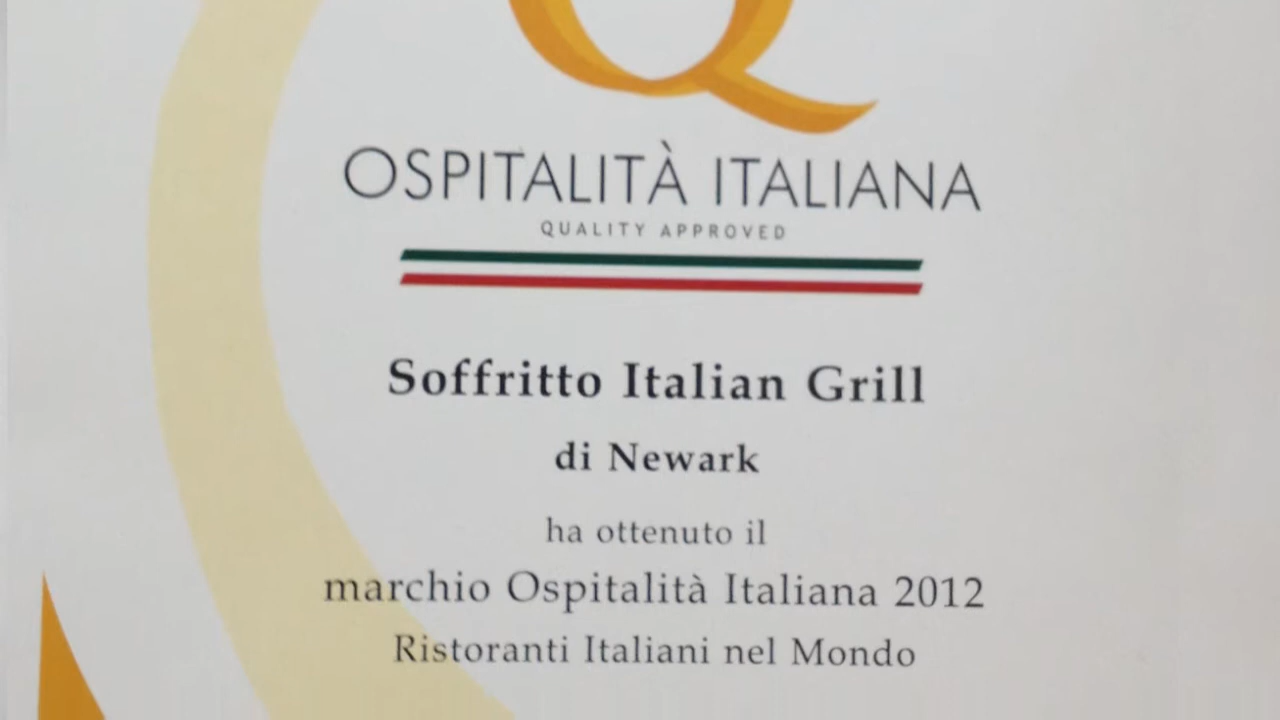 Q
OSPITALITÀ ITALIANA
QUALITY APPROVED
Soffritto Italian Grill
di Newark
ha ottenuto il
marchio Ospitalità Italiana 2012
Ristoranti Italiani nel Mondo